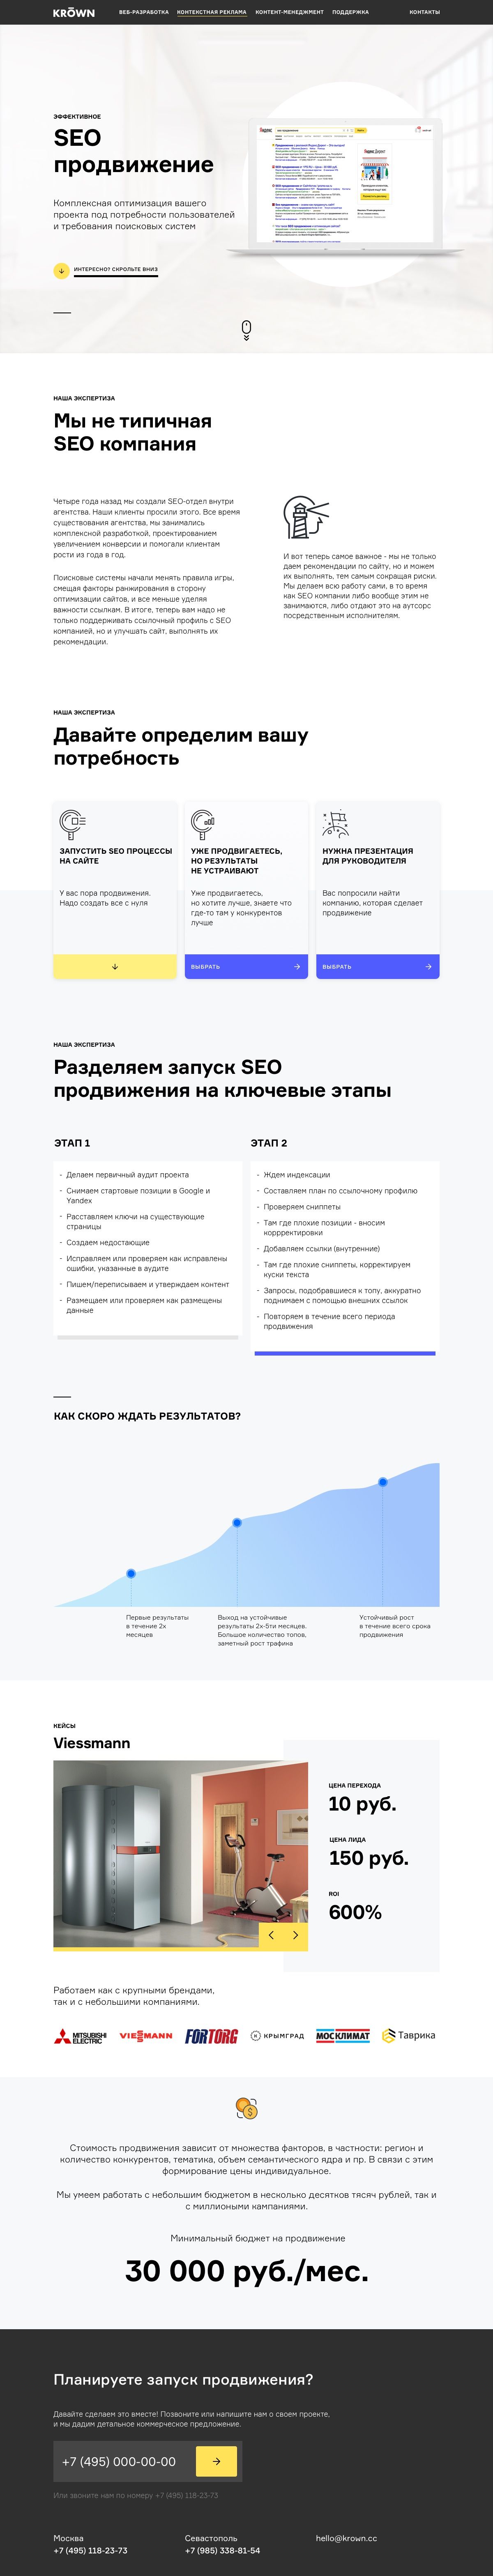 KRŌWN
ВЕБ-РАЗРАБОТКА
КОНТЕКСТНАЯ РЕКЛАМА
КОНТЕНТ-МЕНЕДЖМЕНТ
ПОДДЕРЖКА
КОНТАКТЫ
ЭФФЕКТИВНОЕ
SEO
продвижение
Комплексная оптимизация вашего
проекта под потребности пользователей
и требования поисковых систем
ИНТЕРЕСНО? СКРОЛЬТЕ ВНИЗ
Яндекс
Яндекс Директ
НАША ЭКСПЕРТИЗА
Мы не типичная
SEO компания
Четыре года назад мы создали SEO-отдел внутри
агентства. Наши клиенты просили этого. Все время
существования агентства, мы занимались
комплексной разработкой, проектированием
увеличением конверсии и помогали клиентам
рости из года в год.
Поисковые системы начали менять правила игры,
смещая факторы ранжирования в сторону
оптимизации сайтов, и все меньше уделяя
важности ссылкам. В итоге, теперь вам надо не
только поддерживать ссылочный профиль с SEO
компанией, но и улучшать сайт, выполнять их
рекомендации.
И вот теперь самое важное - мы не только
даем рекомендации по сайту, но и можем
их выполнять, тем самым сокращая риски.
Мы делаем всю работу сами, в то время
как SEO компании либо вообще этим не
занимаются, либо отдают это на аутсорс
посредственным исполнителям.
НАША ЭКСПЕРТИЗА
Давайте определим вашу
потребность
ЗАПУСТИТЬ SEO ПРОЦЕССЫ
НА САЙТЕ
У вас пора продвижения.
Надо создать все с нуля
УЖЕ ПРОДВИГАЕТЕСЬ,
НО РЕЗУЛЬТАТЫ
НЕ УСТРАИВАЮТ
Уже продвигаетесь,
но хотите лучше, знаете что
где-то там у конкурентов
лучше
ВЫБРАТЬ
НУЖНА ПРЕЗЕНТАЦИЯ
ДЛЯ РУКОВОДИТЕЛЯ
Вас попросили найти
компанию, которая сделает
продвижение
ВЫБРАТЬ
НАША ЭКСПЕРТИЗА
Разделяем запуск SEO
продвижения на ключевые этапы
ЭТАП 1
- Делаем первичный аудит проекта
- Снимаем стартовые позиции в Google и
Yandex
- Расставляем ключи на существующие
страницы
- Создаем недостающие
- Исправляем или проверяем как исправлены
ошибки, указанные в аудите
- Пишем/переписываем и утверждаем контент
- Размещаем или проверяем как размещены
данные
ЭТАП 2
- Ждем индексации
- Составляем план по ссылочному профилю
- Проверяем сниппеты
- Там где плохие позиции - вносим
коррректировки
- Добавляем ссылки (внутренние)
- Там где плохие сниппеты, корректируем
куски текста
- Запросы, подобравшиеся к топу, аккуратно
поднимаем с помощью внешних ссылок
- Повторяем в течение всего периода
продвижения
КАК СКОРО ЖДАТЬ РЕЗУЛЬТАТОВ?
Первые результаты
в течение 2х
месяцев
Выход на устойчивые
результаты 2х-5ти месяцев.
Большое количество топов,
заметный рост трафика
Устойчивый рост
в течение всего срока
продвижения
КЕЙСЫ
Viessmann
ЦЕНА ПЕРЕХОДА
10 руб.
ЦЕНА ЛИДА
150 руб.
ROI
600%
Работаем как с крупными брендами,
так и с небольшими компаниями.
MITSUBISHI
ELECTRIC
VIESMANN
FORTORG
КРЫМГРАД
МОСКЛИМАТ
Таврика
Стоимость продвижения зависит от множества факторов, в частности: регион и
количество конкурентов, тематика, объем семантического ядра и пр. В связи с этим
формирование цены индивидуальное.
Мы умеем работать с небольшим бюджетом в несколько десятков тясяч рублей, так и
с миллиоными кампаниями.
Минимальный бюджет на продвижение
30 000 руб./мес.
Планируете запуск продвижения?
Давайте сделаем это вместе! Позвоните или напишите нам о своем проекте,
и мы дадим детальное коммерческое предложение.
+7 (495) 000-00-00
Или звоните нам по номеру +7 (495) 118-23-73
Москва
+7 (495) 118-23-73
Севастополь
+7 (985) 338-81-54
hello@krown.cc